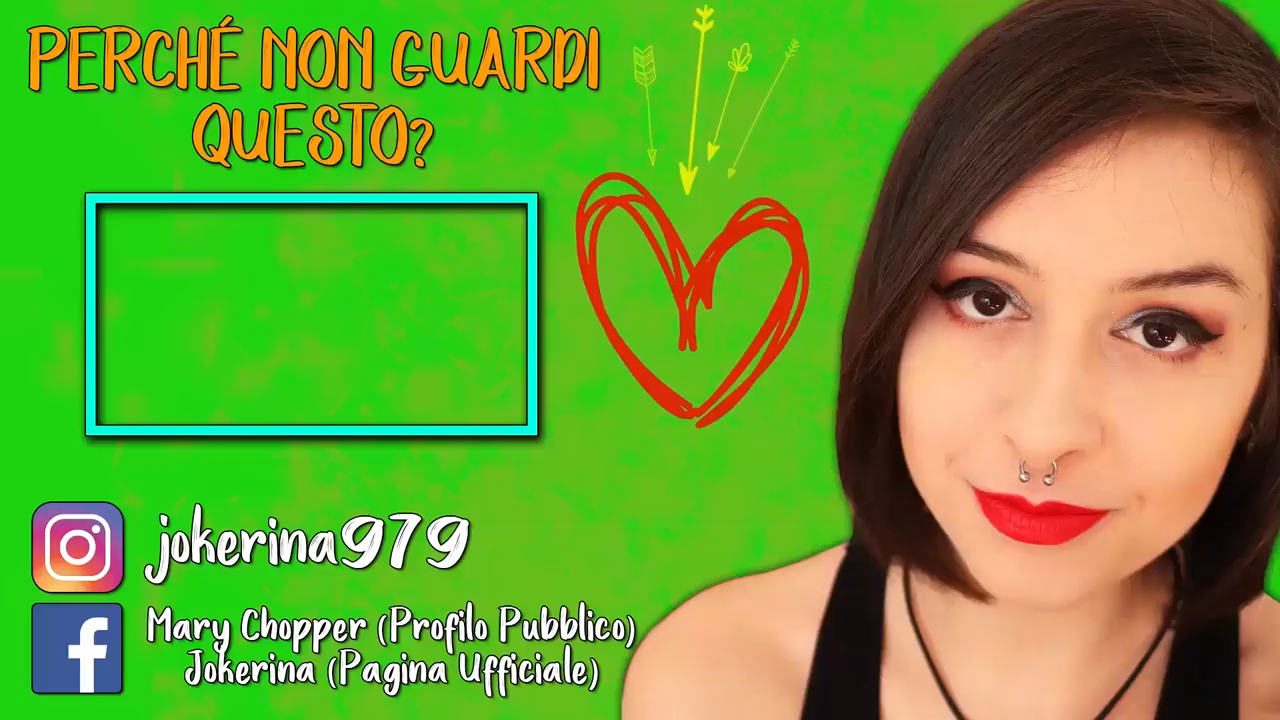 PERCHÉ NON GUARDI
QUESTO?
jokerina979
Mary Chopper (Profilo Pubblico)
Jokerina (Pagina Ufficiale)